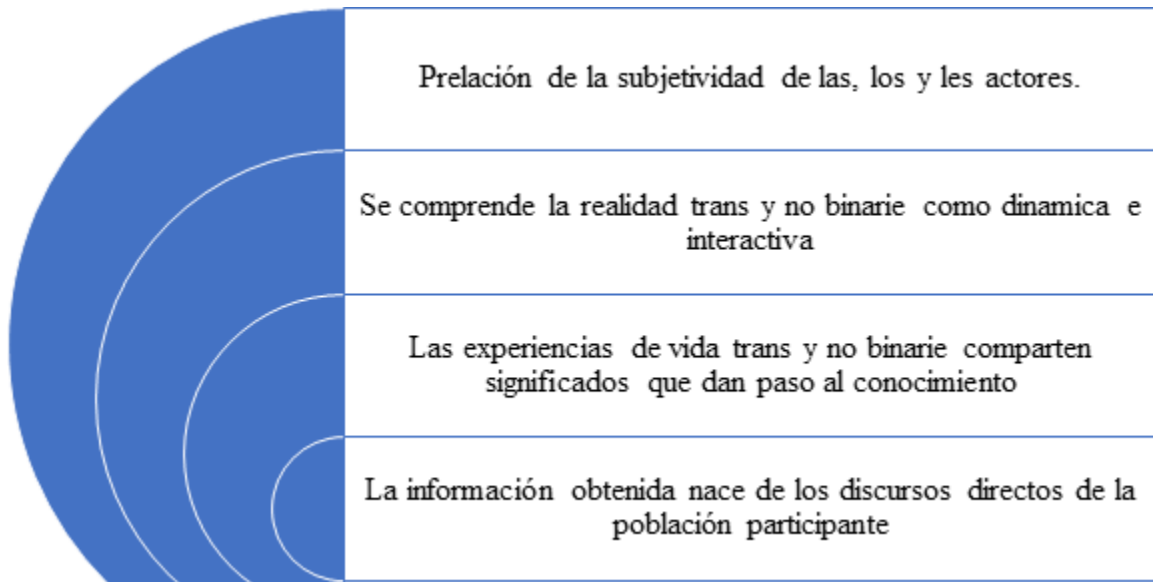 Prelación de la subjetividad de las, los y les actores.
Se comprende la realidad trans y no binarie como dinamica e
interactiva
Las experiencias de vida trans y no binarie comparten
significados que dan paso al conocimiento
La información obtenida nace de los discursos directos de la
población participante